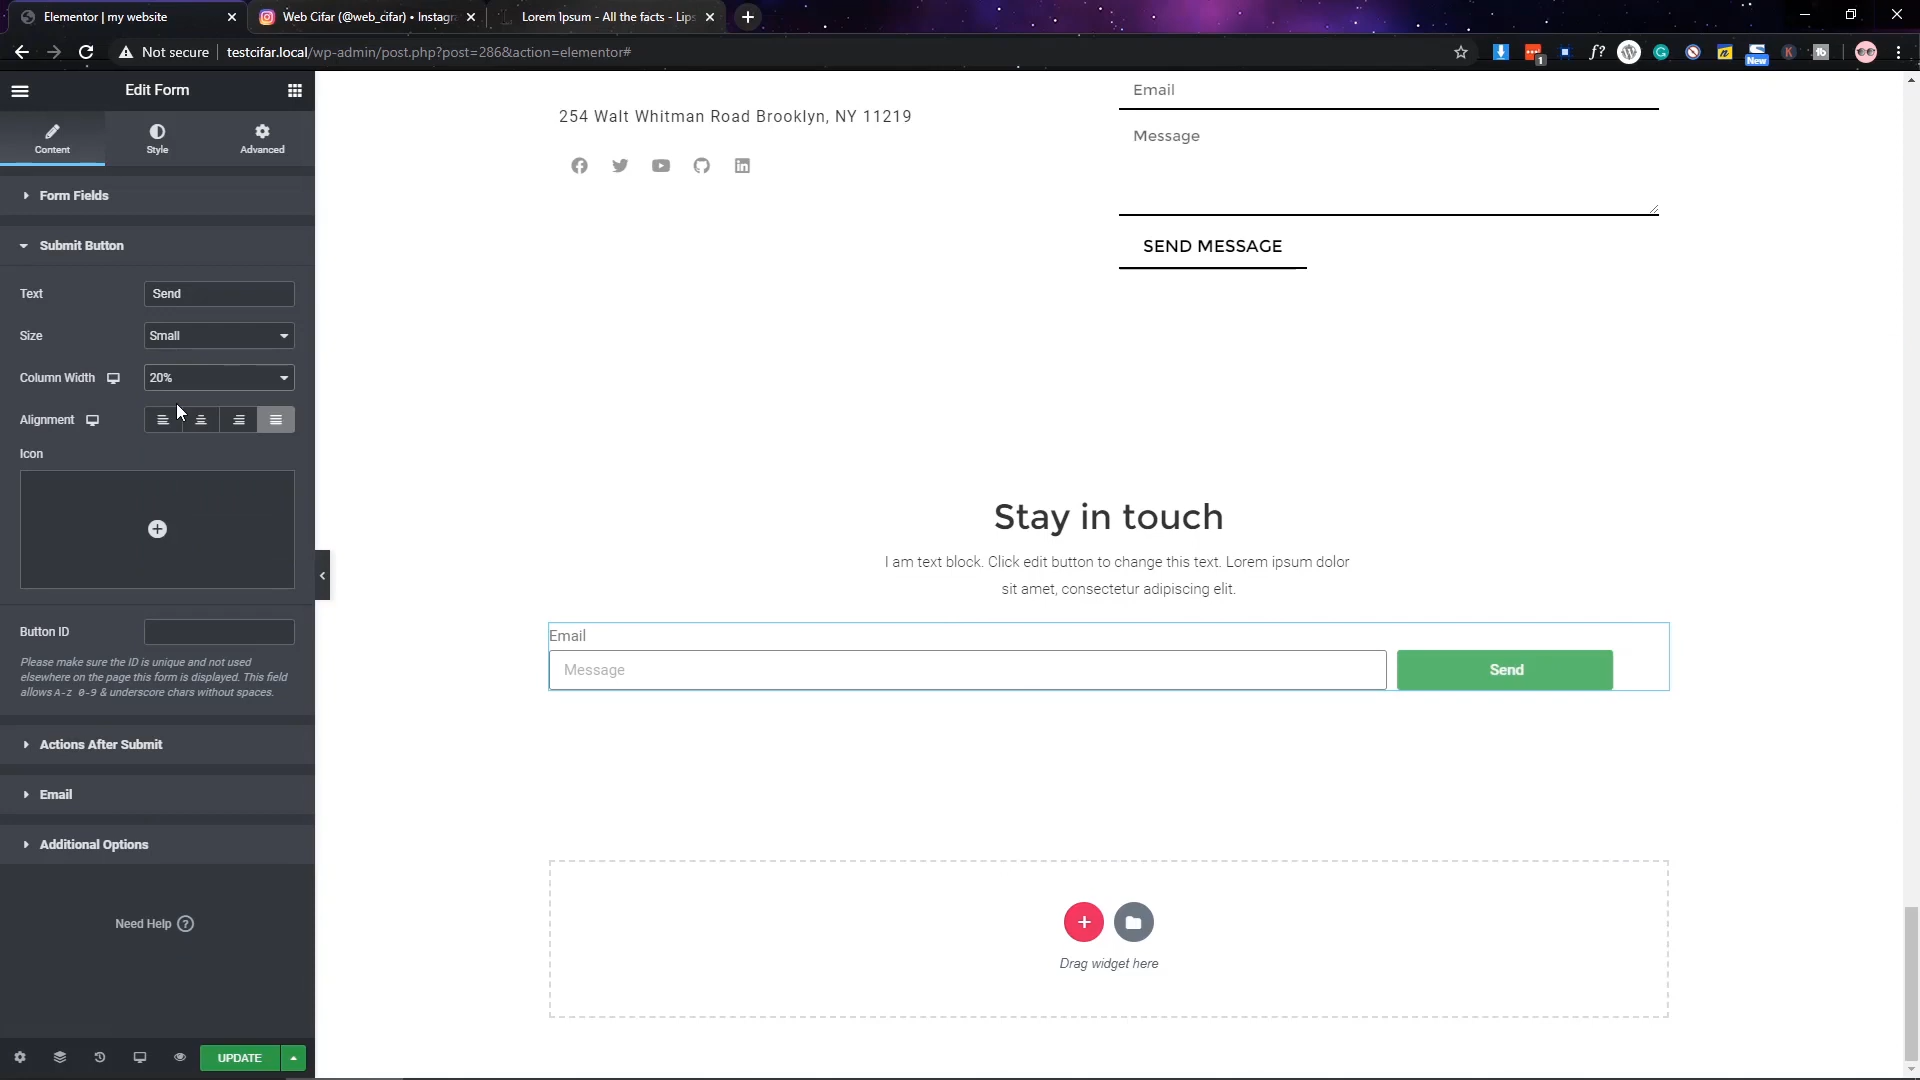 Elementor | my website
Web Cifar (@web_cifar) • Instagr
Lorem Ipsum - All the facts - Lips
Not secure
testcifar.local/wp-admin/post.php?post=286&action=elementor#
1
f?
New
K
Edit Form
Content
Style
Advanced
Form Fields
Submit Button
Text
Send
Size
Small
Column Width
20%
Alignment
Icon
Button ID
Please make sure the ID is unique and not used
elsewhere on the page this form is displayed. This field
allows A-z 0-9 & underscore chars without spaces.
Actions After Submit
Email
Additional Options
Need Help ?
UPDATE
254 Walt Whitman Road Brooklyn, NY 11219
Email
Message
SEND MESSAGE
Stay in touch
I am text block. Click edit button to change this text. Lorem ipsum dolor
sit amet, consectetur adipiscing elit.
Email
Message
Send
Drag widget here